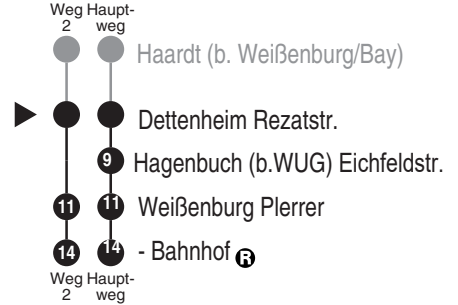 Weg Haupt-
2 weg
Haardt (b. Weißenburg/Bay)
Dettenheim Rezatstr.
9 Hagenbuch (b.WUG) Eichfeldstr.
11 11 Weißenburg Plerrer
14 14 - Bahnhof R
Weg Haupt-
2 weg